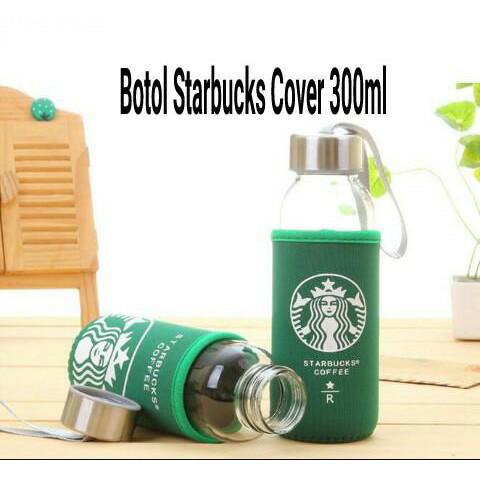 Botol Starbucks Cover 300ml
STARBUCKS®
COFFEE
R
STARBUCKS
COFFEE